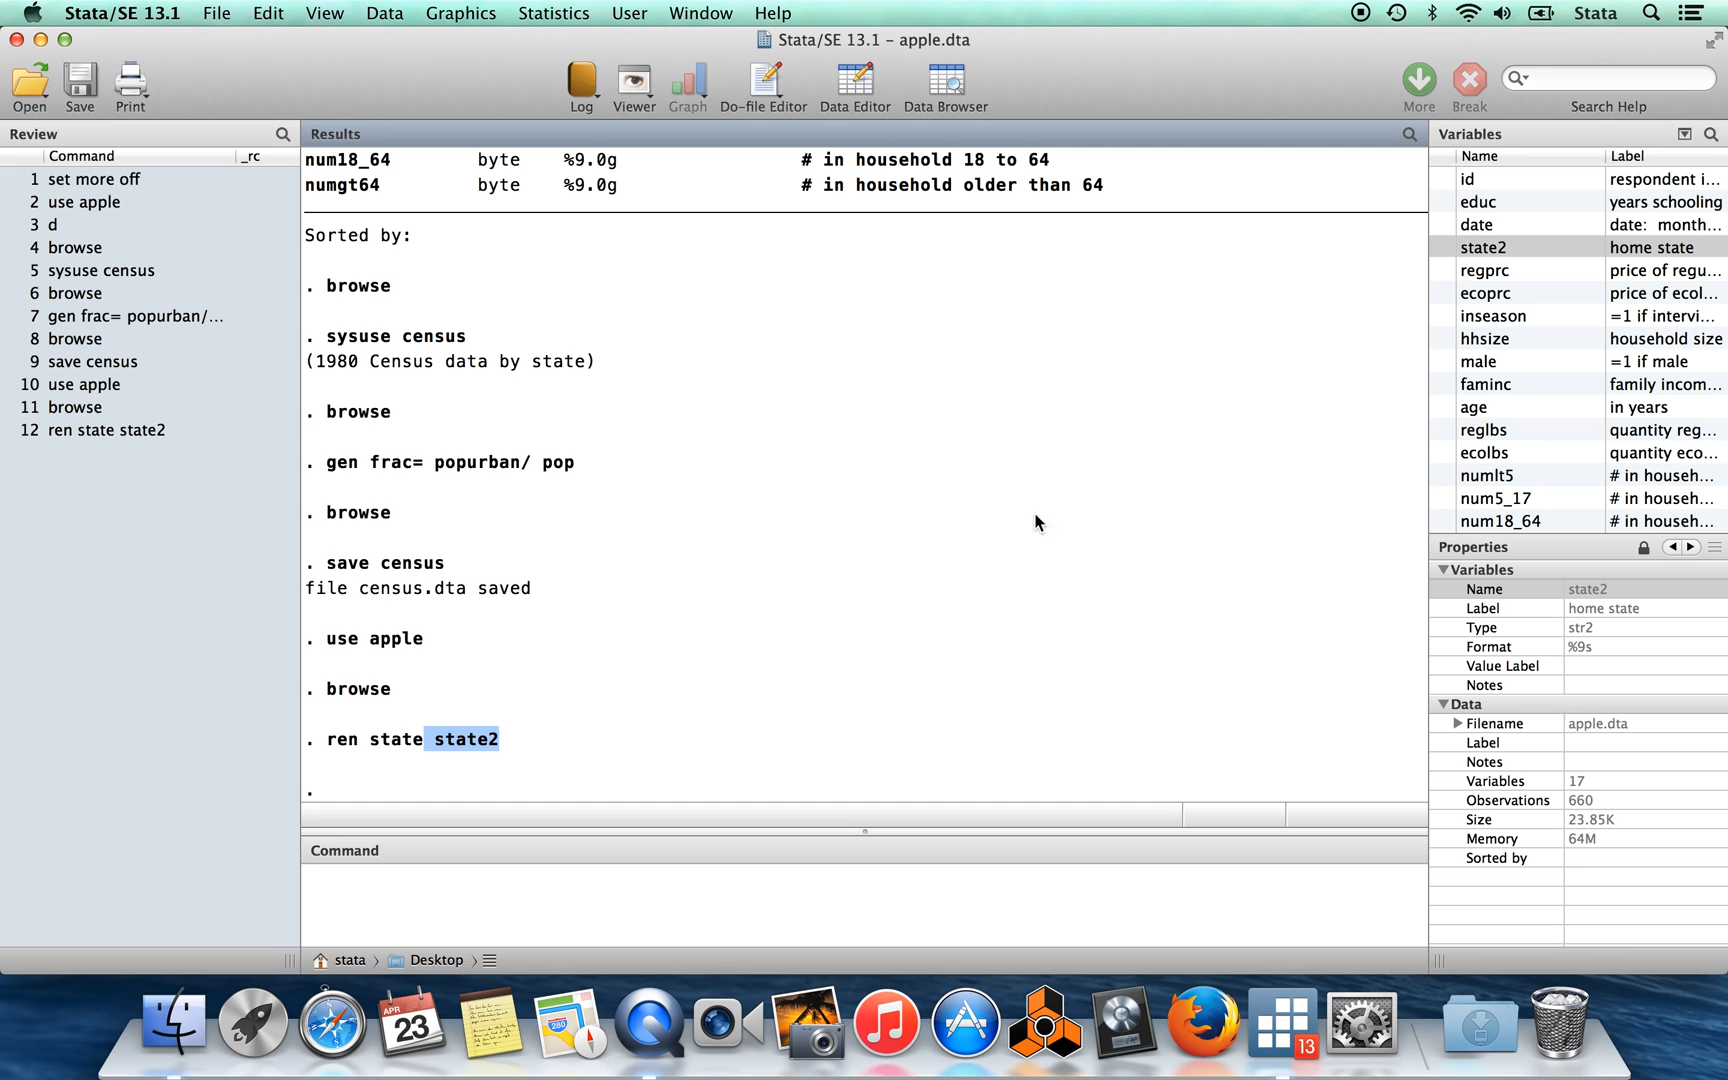 Stata/SE 13.1 File Edit View Data Graphics Statistics User Window Help Stata
Stata/SE 13.1 – apple.dta
Open Save Print Log Viewer Graph Do-file Editor Data Editor Data Browser More Break Search Help
Review
Command _rc
1 set more off
2 use apple
3 d
4 browse
5 sysuse census
6 browse
7 gen frac= popurban/...
8 browse
9 save census
10 use apple
11 browse
12 ren state state2
Results
num18_64 byte %9.0g # in household 18 to 64
numgt64 byte %9.0g # in household older than 64
Sorted by:
. browse
. sysuse census
(1980 Census data by state)
. browse
. gen frac= popurban/ pop
. browse
. save census
file census.dta saved
. use apple
. browse
. ren state state2
.
Command
stata Desktop
Variables
Name Label
id respondent i...
educ years schooling
date date: month...
state2 home state
regprc price of regu...
ecoprc price of ecol...
inseason =1 if intervi...
hhsize household size
male =1 if male
faminc family incom...
age in years
reglbs quantity reg...
ecolbs quantity eco...
numlt5 # in househ...
num5_17 # in househ...
num18_64 # in househ...
Properties
Variables
Name state2
Label home state
Type str2
Format %9s
Value Label
Notes
Data
Filename apple.dta
Label
Notes
Variables 17
Observations 660
Size 23.85K
Memory 64M
Sorted by
APR
23
280
13